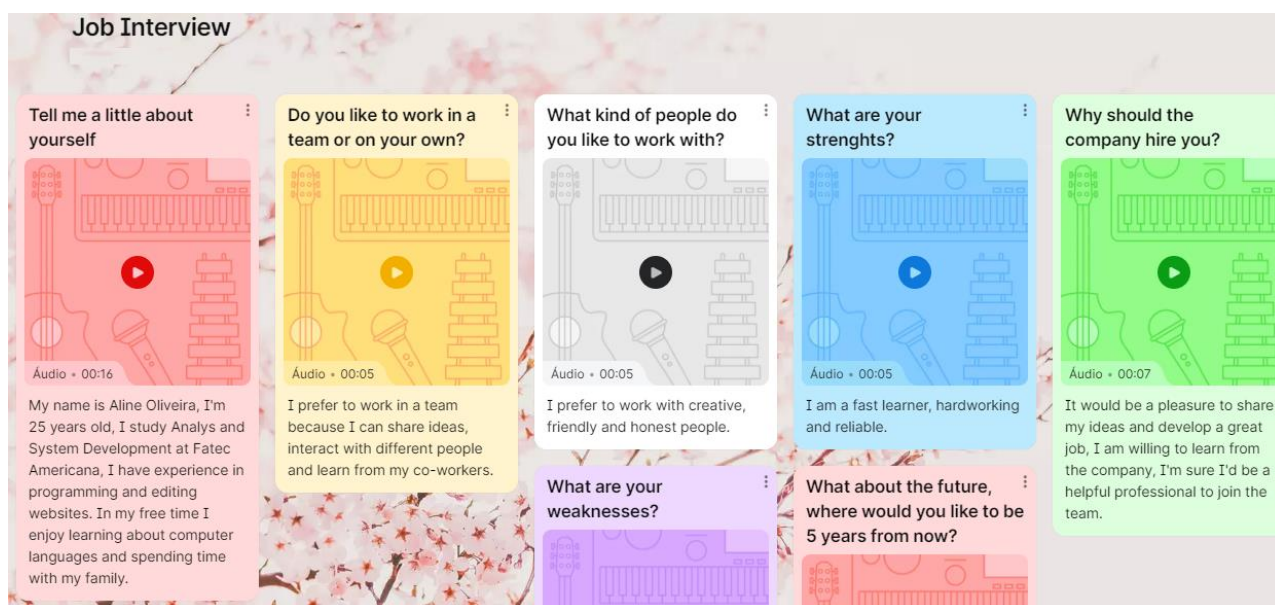 Job Interview
Tell me a little about
yourself
Áudio • 00:16
My name is Aline Oliveira, I'm
25 years old, I study Analys and
System Development at Fatec
Americana, I have experience in
programming and editing
websites. In my free time I
enjoy learning about computer
languages and spending time
with my family.
Do you like to work in a
team or on your own?
Áudio • 00:05
I prefer to work in a team
because I can share ideas,
interact with different people
and learn from my co-workers.
What kind of people do
you like to work with?
Áudio • 00:05
I prefer to work with creative,
friendly and honest people.
What are your
weaknesses?
What are your
strenghts?
Áudio • 00:05
I am a fast learner, hardworking
and reliable.
What about the future,
where would you like to be
5 years from now?
Why should the
company hire you?
Áudio • 00:07
It would be a pleasure to share
my ideas and develop a great
job, I am willing to learn from
the company, I'm sure I'd be a
helpful professional to join the
team.